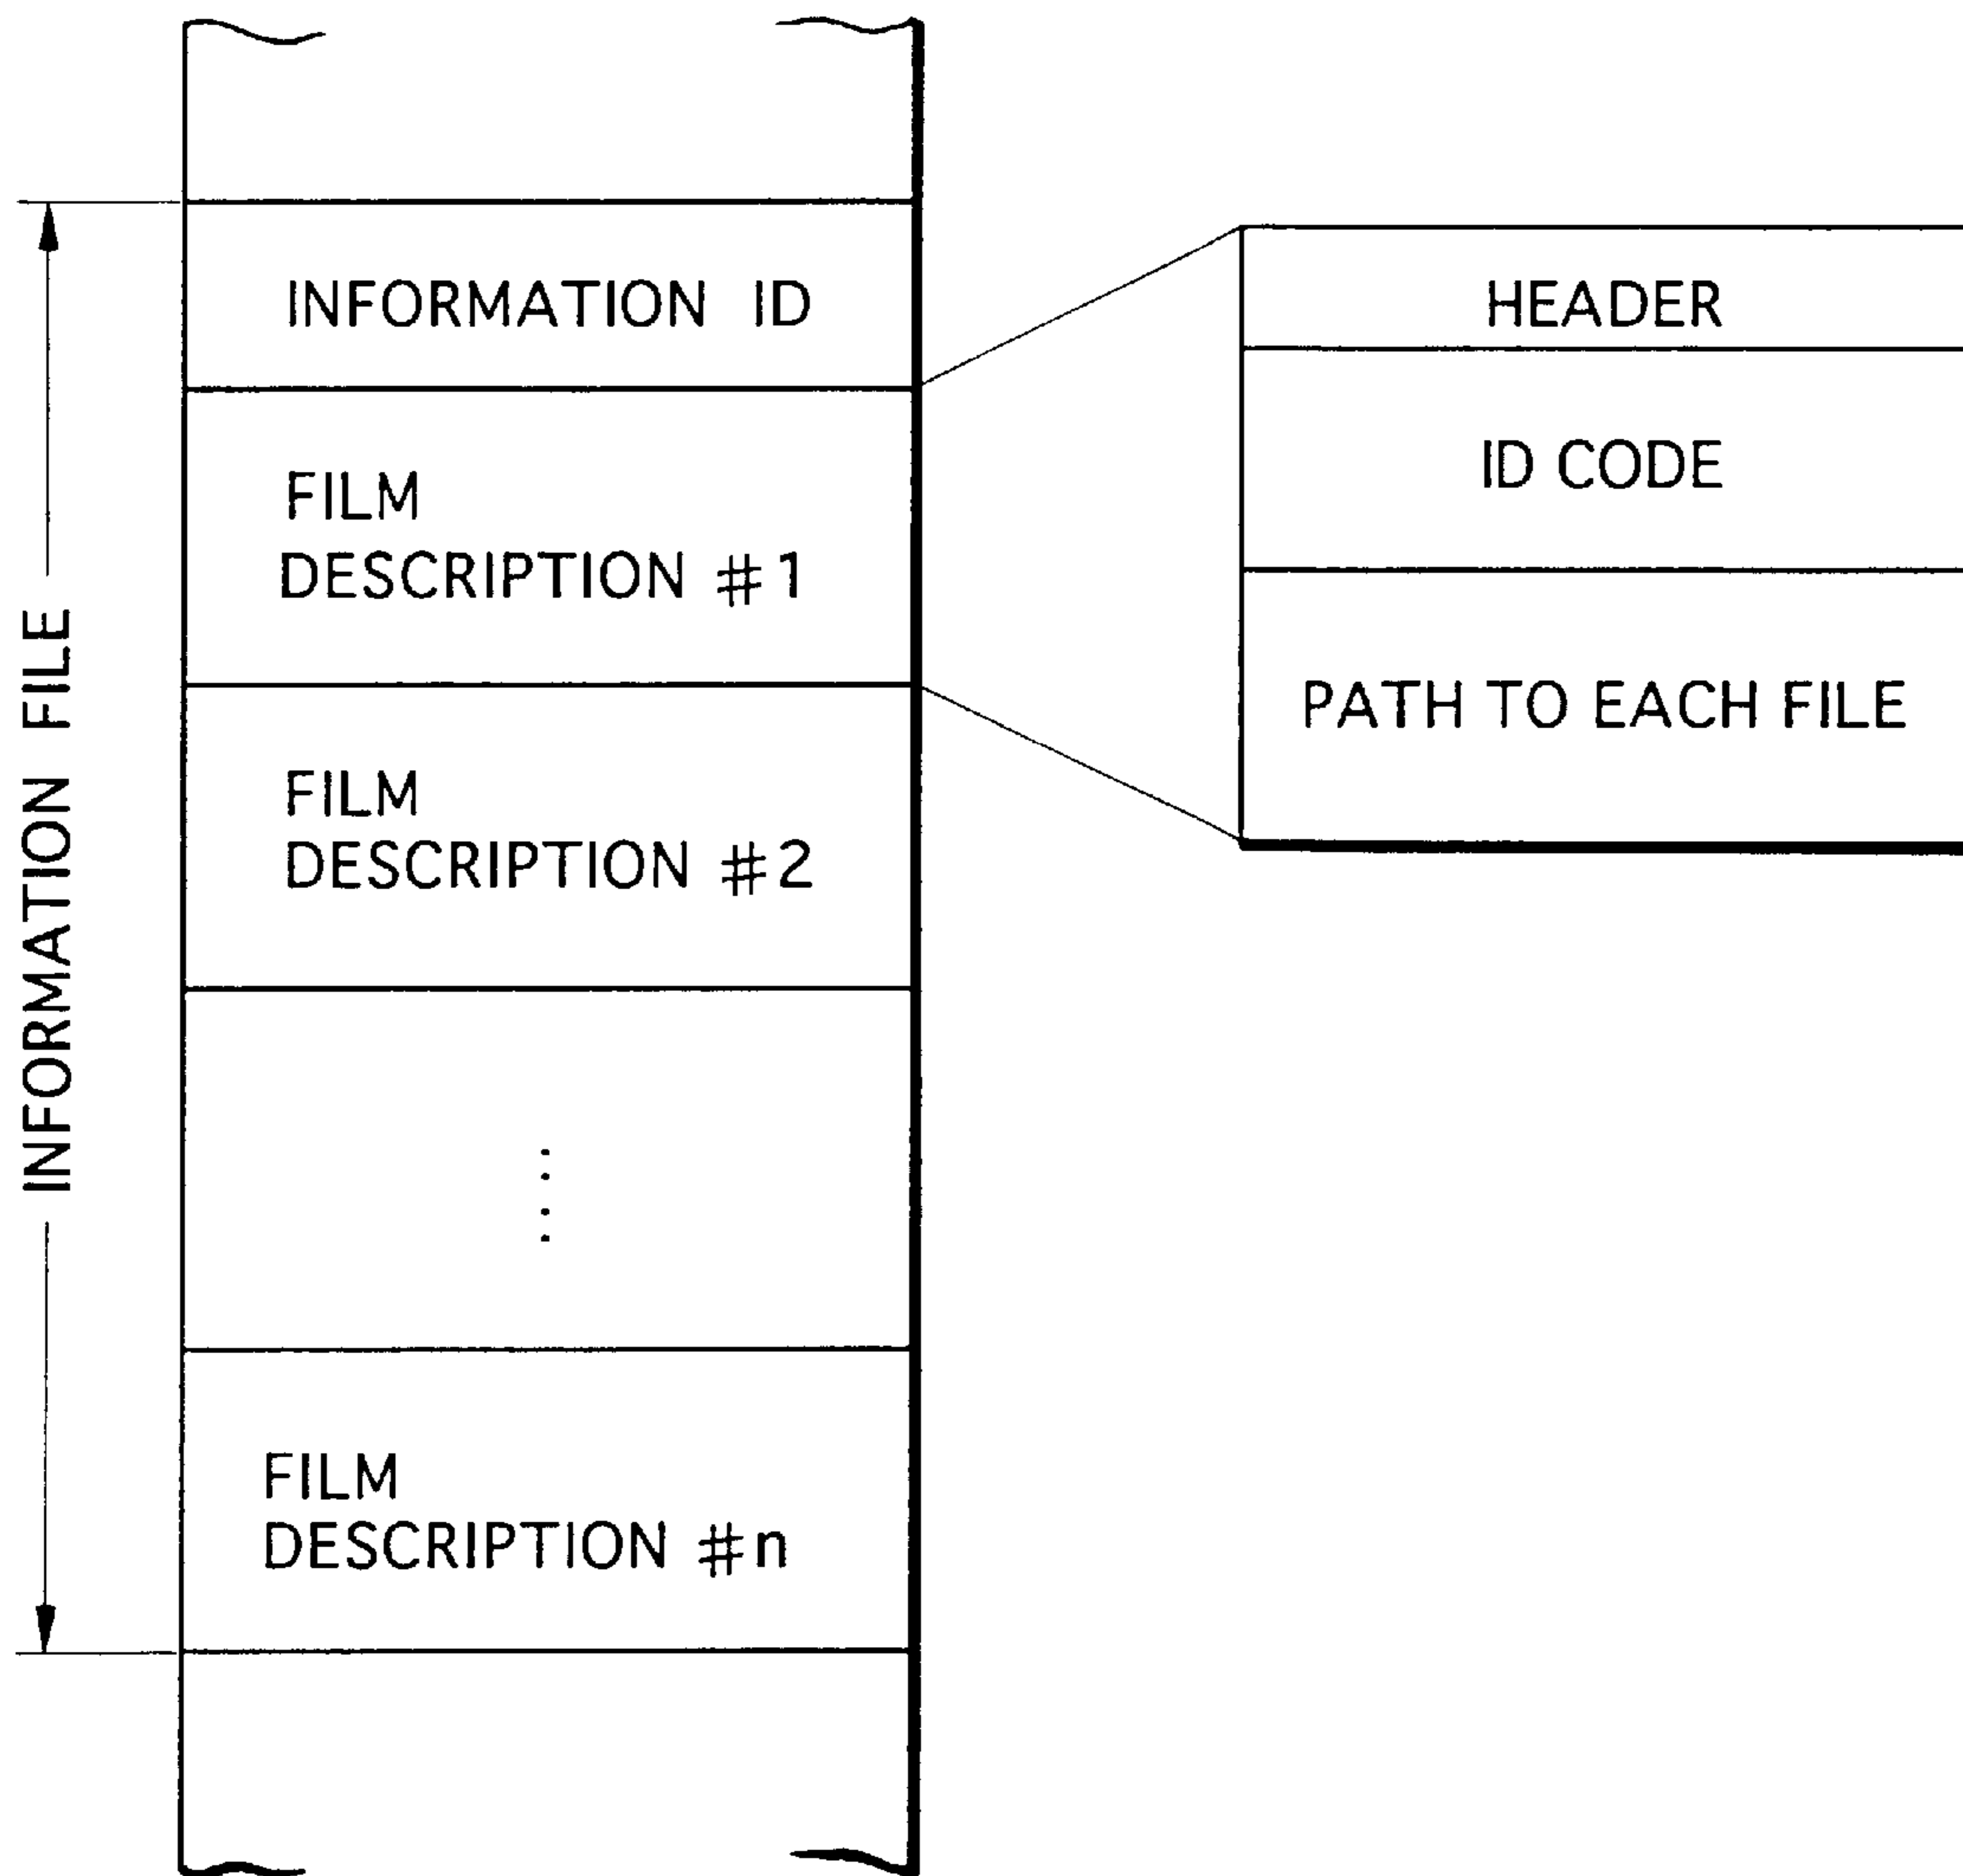 INFORMATION FILE
INFORMATION ID
FILM
DESCRIPTION #1
FILM
DESCRIPTION #2
FILM
DESCRIPTION #n
HEADER
ID CODE
PATH TO EACH FILE